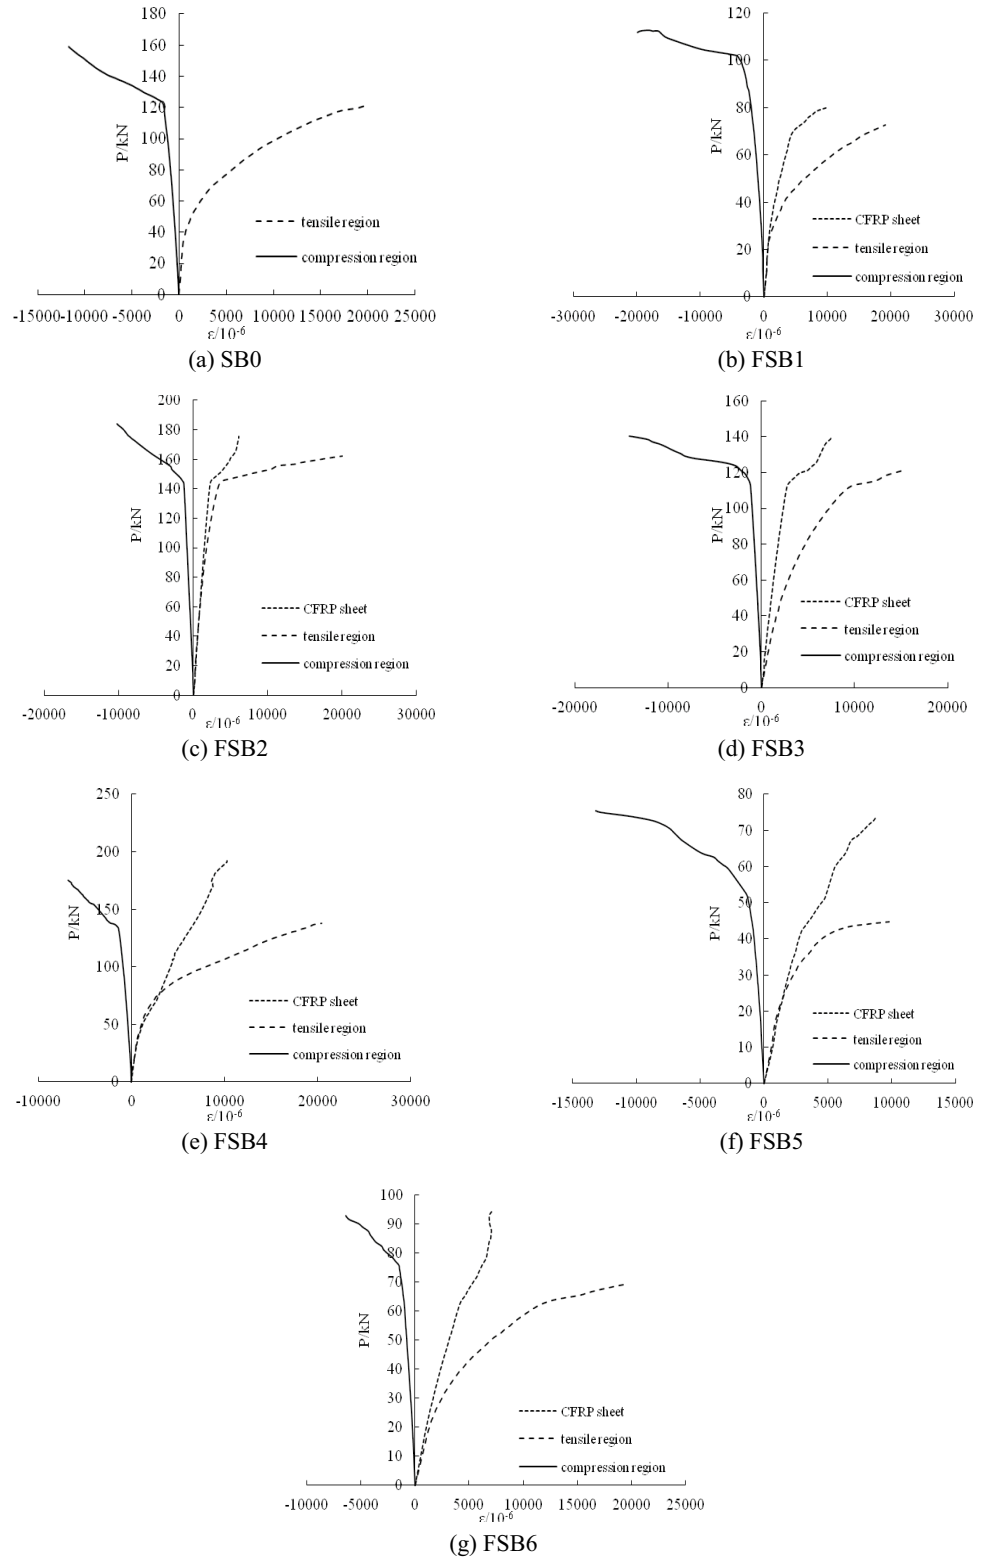 180
160
140
120
100
80
60
40
20
0
P/kN
tensile region
compression region
-15000 -10000 -5000 0 5000 10000 15000 20000 25000
ε/10-6
(a) SB0
120
100
80
60
40
20
0
P/kN
CFRP sheet
tensile region
compression region
-30000 -20000 -10000 0 10000 20000 30000
ε/10-6
(b) FSB1
200
180
160
140
120
100
80
60
40
20
0
P/kN
CFRP sheet
tensile region
compression region
-20000 -10000 0 10000 20000 30000
ε/10-6
(c) FSB2
160
140
120
100
80
60
40
20
0
P/kN
CFRP sheet
tensile region
compression region
-20000 -10000 0 10000 20000
ε/10-6
(d) FSB3
250
200
150
100
50
0
P/kN
CFRP sheet
tensile region
compression region
-10000 0 10000 20000 30000
ε/10-6
(e) FSB4
80
70
60
50
40
30
20
10
0
P/kN
CFRP sheet
tensile region
compression region
-15000 -10000 -5000 0 5000 10000 15000
ε/10-6
(f) FSB5
100
90
80
70
60
50
40
30
20
10
0
P/kN
CFRP sheet
tensile region
compression region
-10000 -5000 0 5000 10000 15000 20000 25000
ε/10-6
(g) FSB6